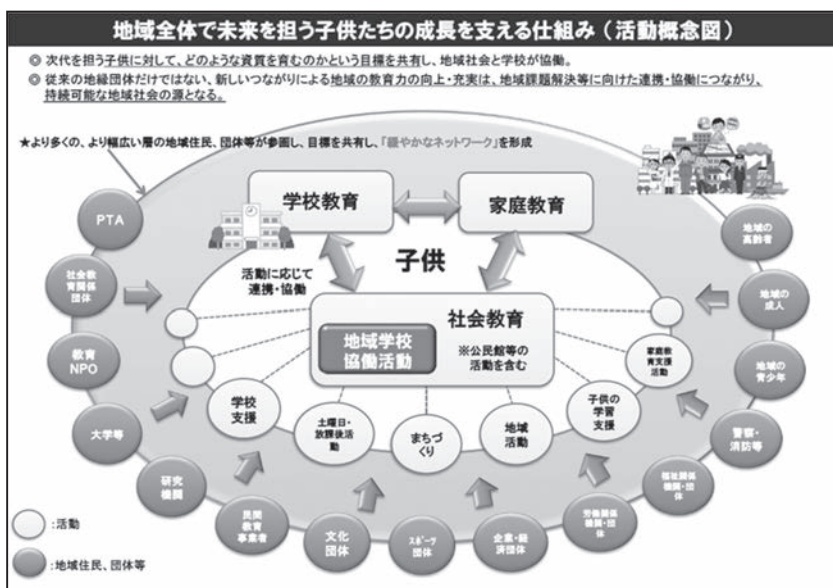 地域全体で未来を担う子供たちの成長を支える仕組み（活動概念図）
◎ 次代を担う子供に対して、どのような資質を育むのかという目標を共有し、地域社会と学校が協働。
◎ 従来の地縁団体だけではない、新しいつながりによる地域の教育力の向上・充実は、地域課題解決等に向けた連携・協働につながり、
持続可能な地域社会の源となる。
★より多くの、より幅広い層の地域住民、団体等が参画し、目標を共有し、「緩やかなネットワーク」を形成
学校教育
家庭教育
子供
活動に応じて
連携・協働
社会教育
地域学校
協働活動
※公民館等の
活動を含む
PTA
社会教
育関係
団体
教育
NPO
大学等
研究
機関
民間
教育
事業者
文化
団体
スポーツ
団体
企業・経
済団体
労働関係
機関・団
体
福祉関係
機関・団
体
警察・
消防等
地域の
青少年
地域の
成人
地域の
高齢者
学校
支援
土曜日・
放課後活
動
まちづ
くり
地域
活動
子供の
学習
支援
家庭教
育支援
活動
:活動
:地域住民、団体等